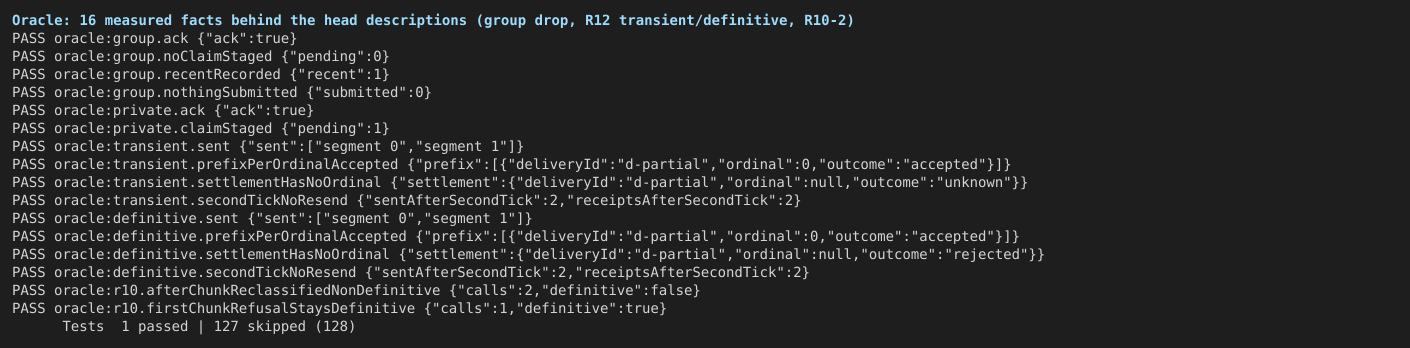 Oracle: 16 measured facts behind the head descriptions (group drop, R12 transient/definitive, R10-2)
PASS oracle:group.ack {"ack":true}
PASS oracle:group.noClaimStaged {"pending":0}
PASS oracle:group.recentRecorded {"recent":1}
PASS oracle:group.nothingSubmitted {"submitted":0}
PASS oracle:private.ack {"ack":true}
PASS oracle:private.claimStaged {"pending":1}
PASS oracle:transient.sent {"sent":["segment 0","segment 1"]}
PASS oracle:transient.prefixPerOrdinalAccepted {"prefix":[{"deliveryId":"d-partial","ordinal":0,"outcome":"accepted"}]}
PASS oracle:transient.settlementHasNoOrdinal {"settlement":{"deliveryId":"d-partial","ordinal":null,"outcome":"unknown"}}
PASS oracle:transient.secondTickNoResend {"sentAfterSecondTick":2,"receiptsAfterSecondTick":2}
PASS oracle:definitive.sent {"sent":["segment 0","segment 1"]}
PASS oracle:definitive.prefixPerOrdinalAccepted {"prefix":[{"deliveryId":"d-partial","ordinal":0,"outcome":"accepted"}]}
PASS oracle:definitive.settlementHasNoOrdinal {"settlement":{"deliveryId":"d-partial","ordinal":null,"outcome":"rejected"}}
PASS oracle:definitive.secondTickNoResend {"sentAfterSecondTick":2,"receiptsAfterSecondTick":2}
PASS oracle:r10.afterChunkReclassifiedNonDefinitive {"calls":2,"definitive":false}
PASS oracle:r10.firstChunkRefusalStaysDefinitive {"calls":1,"definitive":true}
Tests  1 passed | 127 skipped (128)